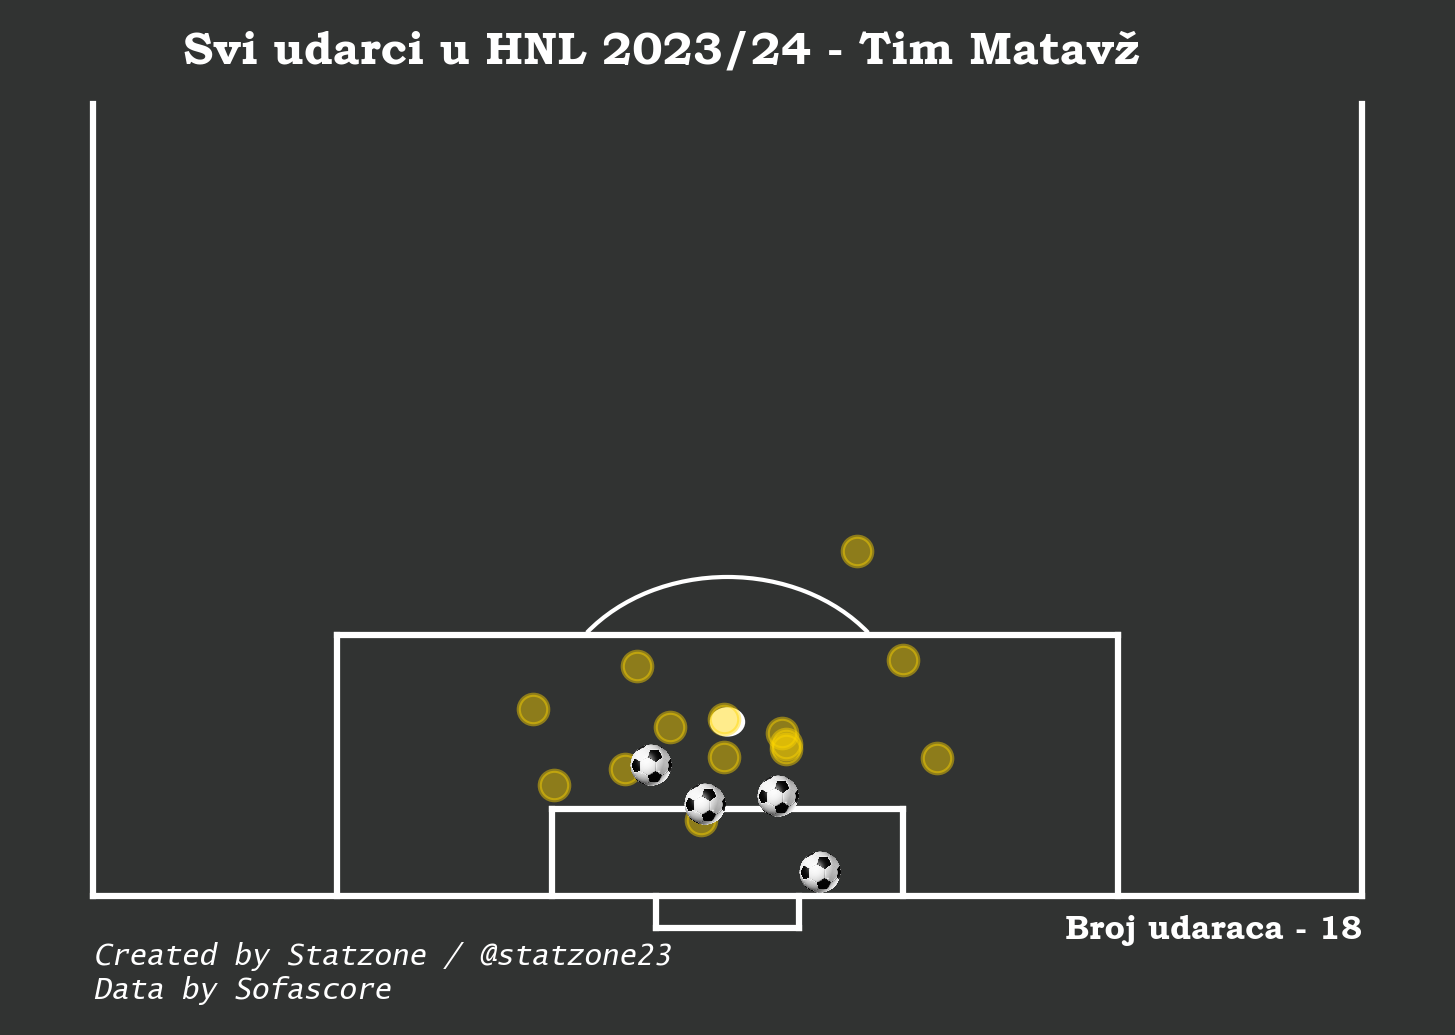 Svi udarci u HNL 2023/24 - Tim Matavž
Broj udaraca - 18
Created by Statzone / @statzone23
Data by Sofascore